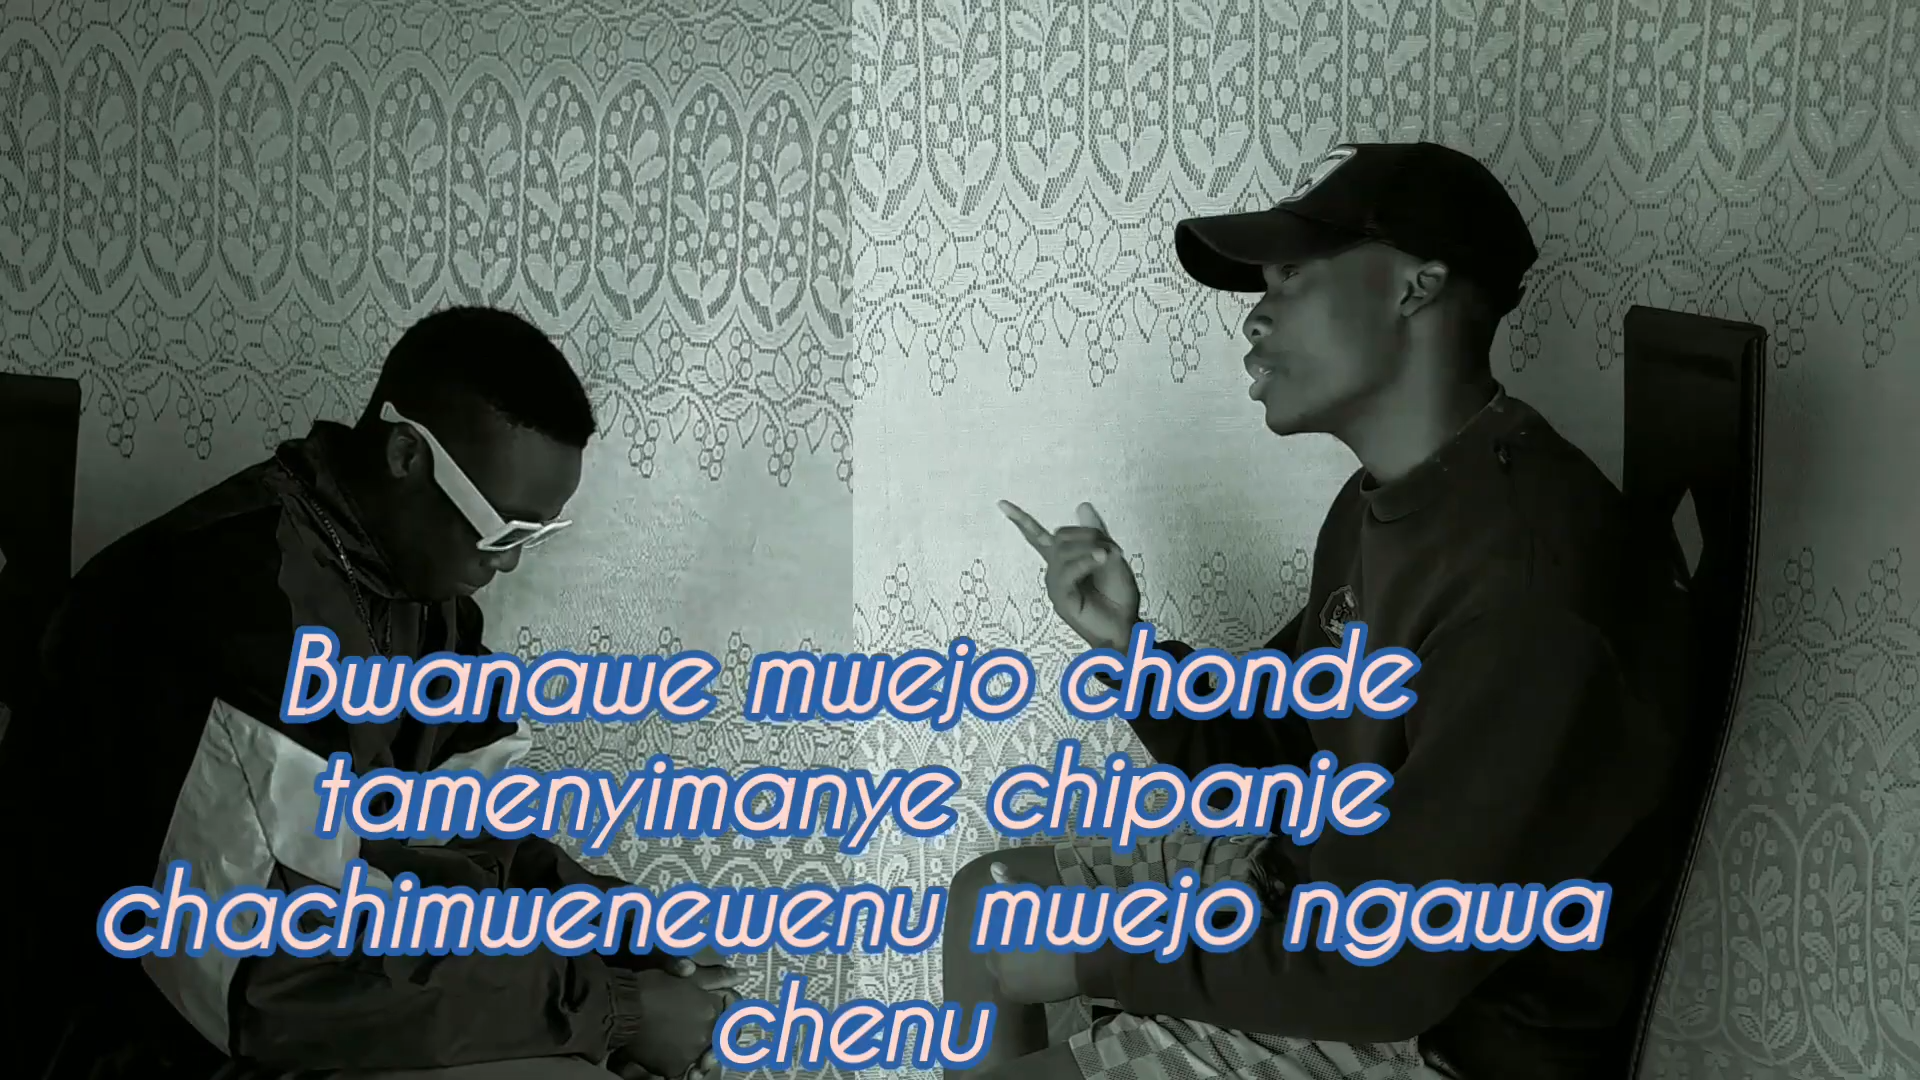 Bwanawe mwejo chonde
tamenyimanye chipanje
chachimwenewenu mwejo ngawa
chenu